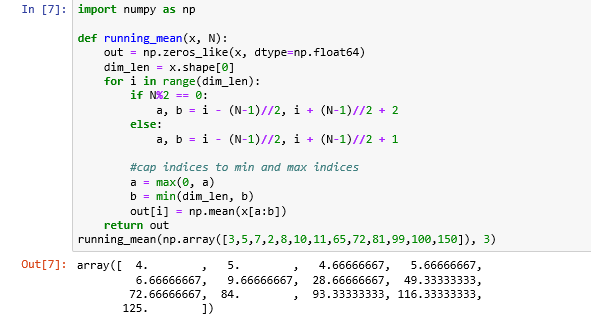 In [7]: import numpy as np

def running_mean(x, N):
    out = np.zeros_like(x, dtype=np.float64)
    dim_len = x.shape[0]
    for i in range(dim_len):
        if N%2 == 0:
            a, b = i - (N-1)//2, i + (N-1)//2 + 2
        else:
            a, b = i - (N-1)//2, i + (N-1)//2 + 1

        #cap indices to min and max indices
        a = max(0, a)
        b = min(dim_len, b)
        out[i] = np.mean(x[a:b])
    return out
running_mean(np.array([3,5,7,2,8,10,11,65,72,81,99,100,150]), 3)
Out[7]: array([  4.        ,   5.        ,   4.66666667,   5.66666667,
         6.66666667,   9.66666667,  28.66666667,  49.33333333,
        72.66666667,  84.        ,  93.33333333, 116.33333333,
       125.        ])